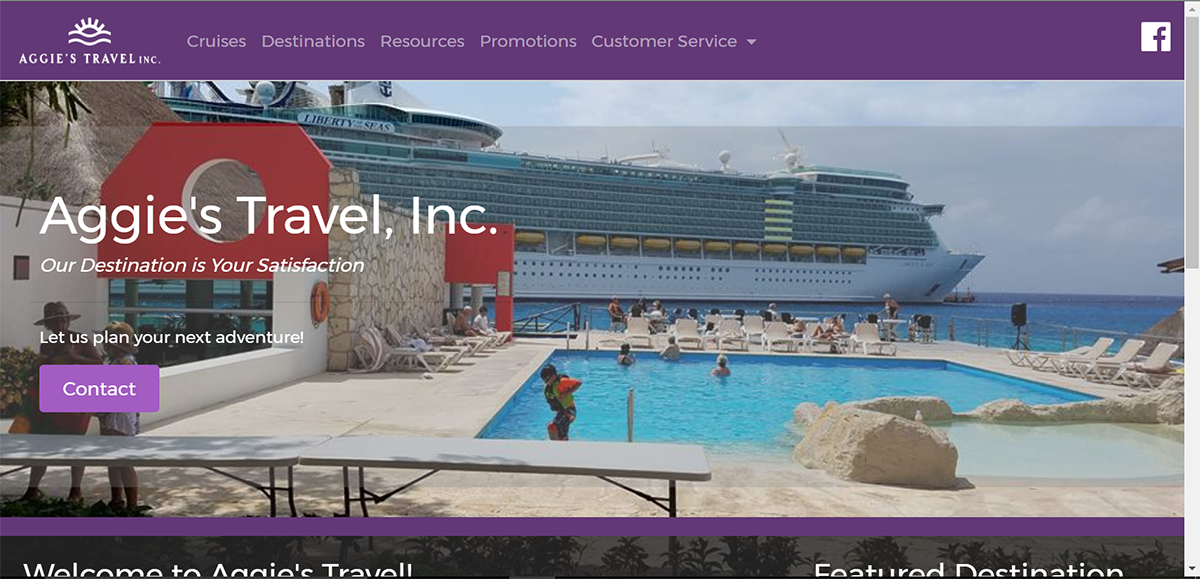 AGGIE'S TRAVEL INC.
Cruises Destinations Resources Promotions Customer Service
LIBERTY OF THE SEAS
Aggie's Travel, Inc.
Our Destination is Your Satisfaction
Let us plan your next adventure!
Contact
Welcome to Aggie's Travel!
Featured Destination